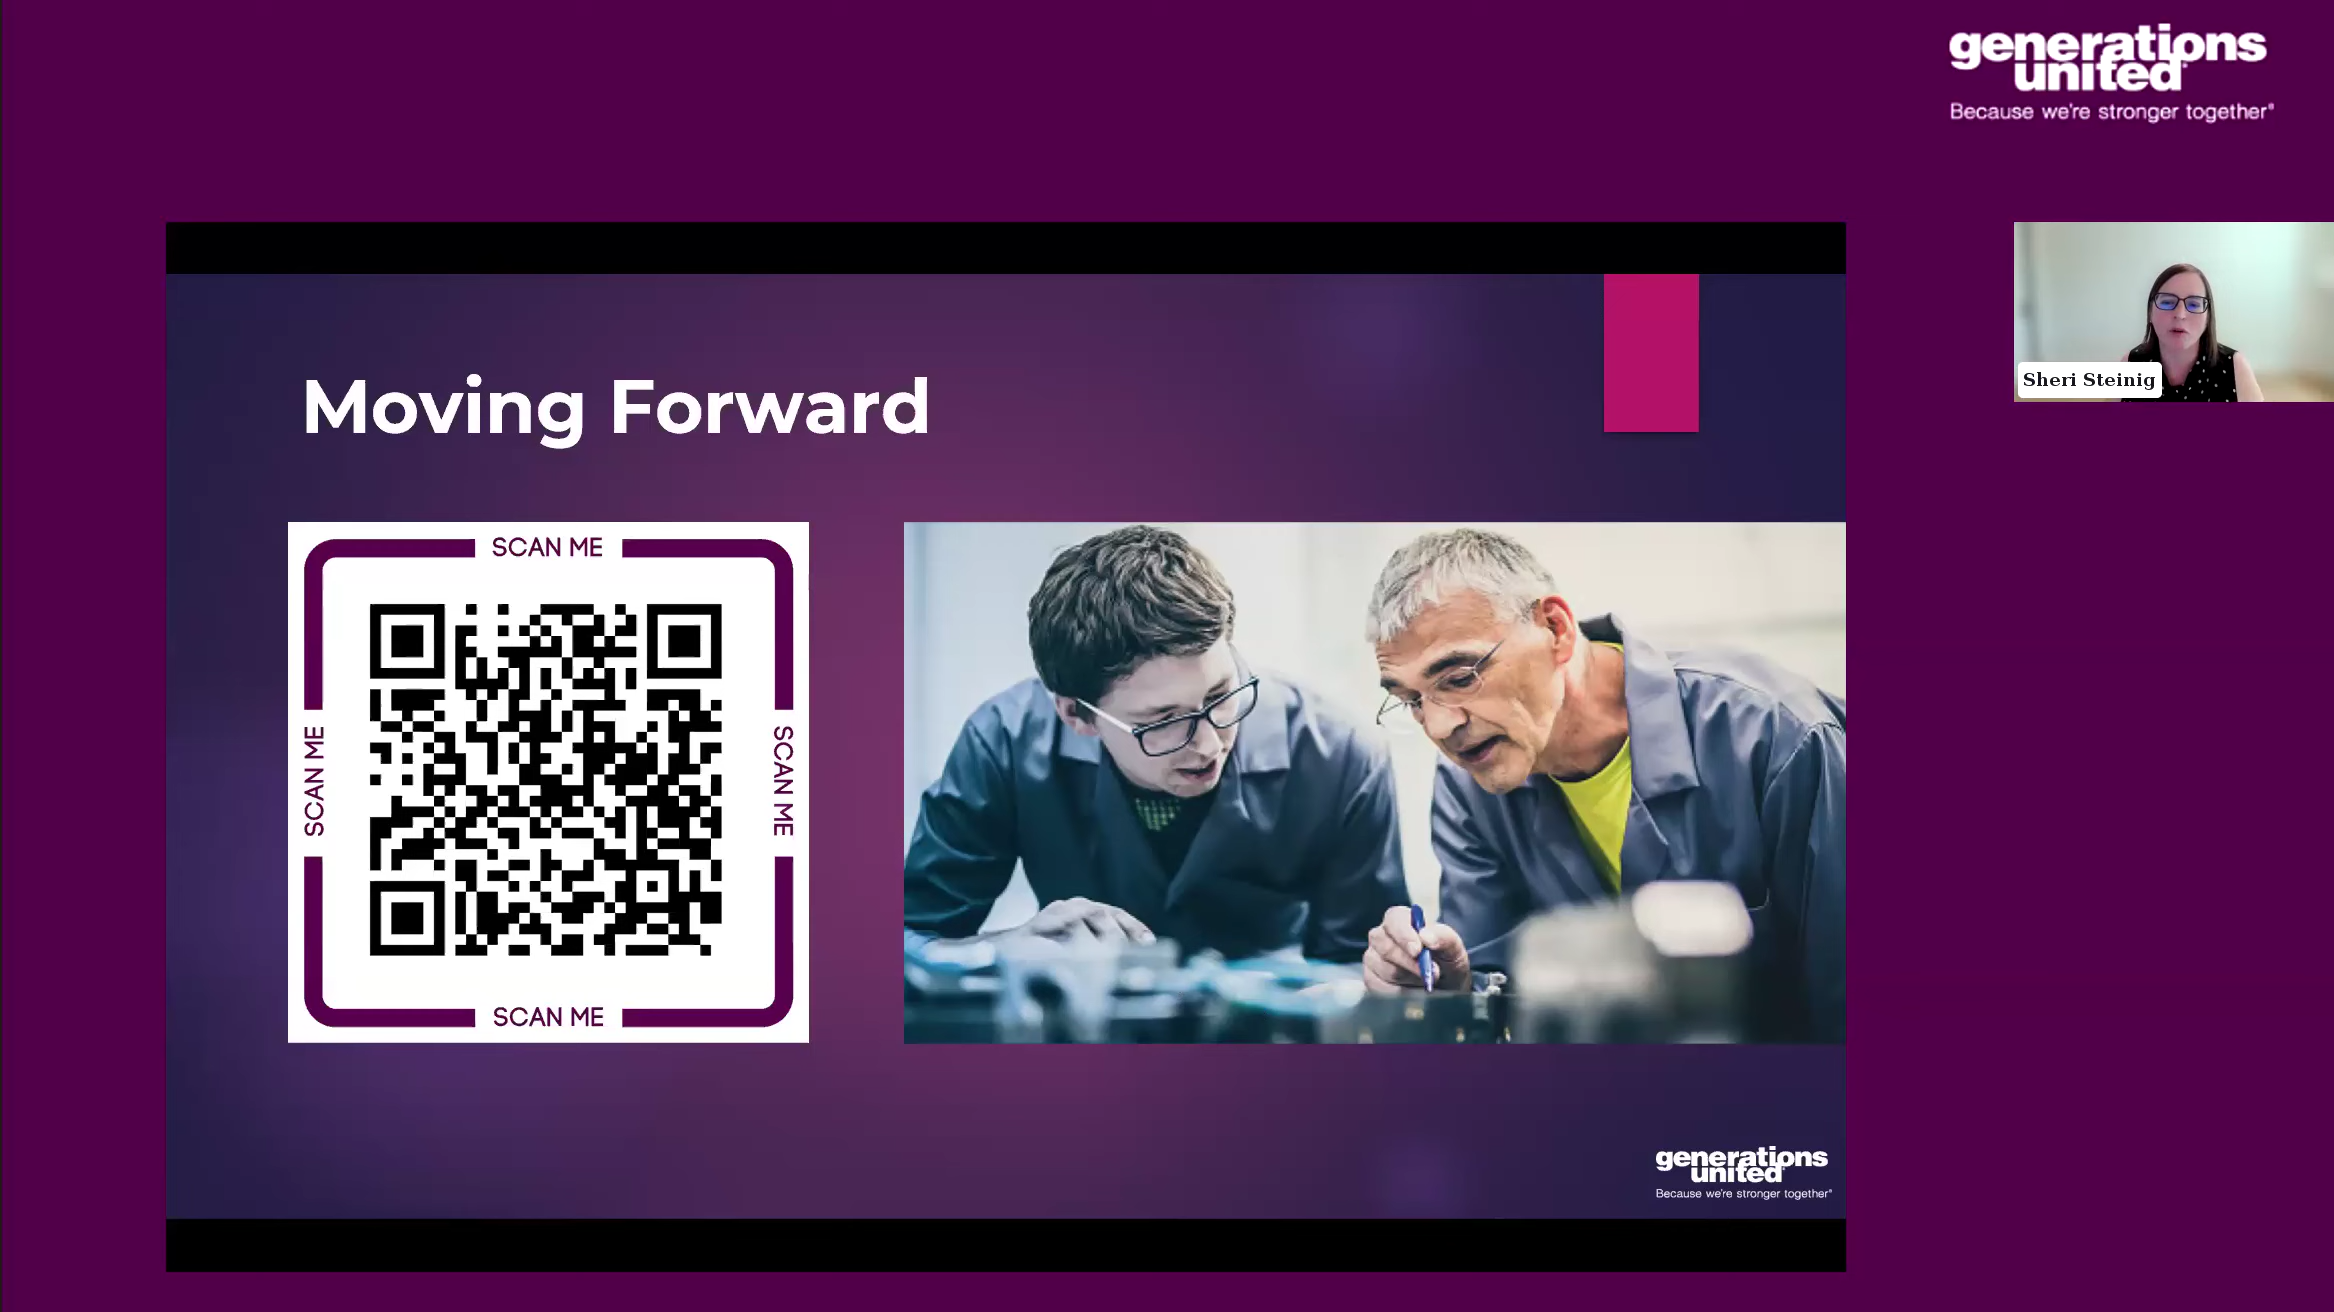 generations
united
Because we're stronger together®
Sheri Steinig
Moving Forward
SCAN ME
SCAN ME
SCAN ME
SCAN ME
generations
united
Because we're stronger together®